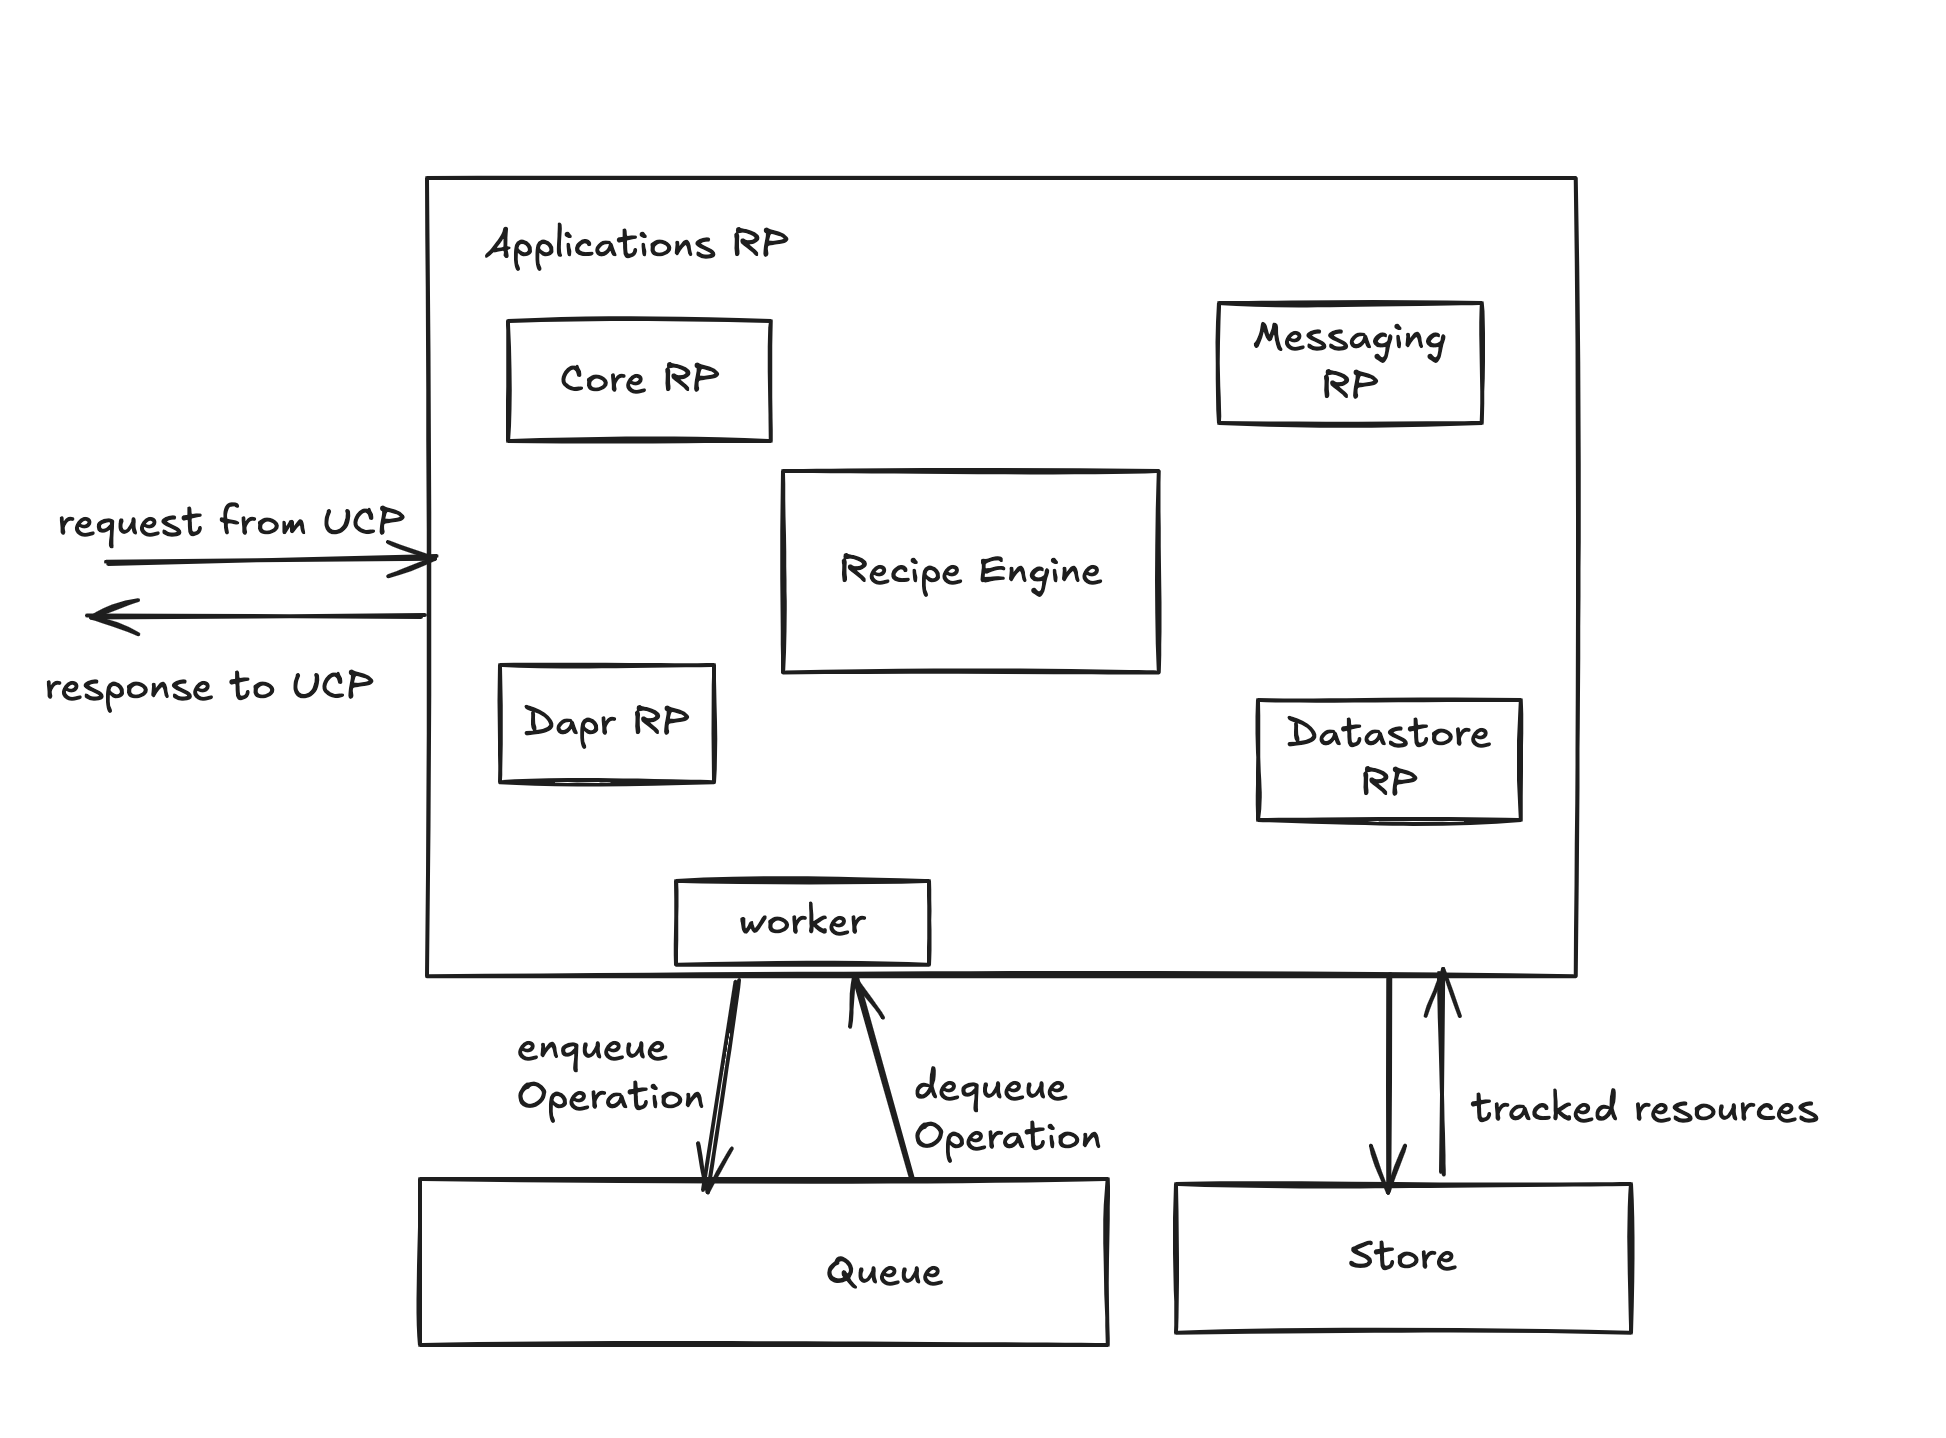 Applications RP
Core RP
Messaging
RP
request from UCP
Recipe Engine
response to UCP
Dapr RP
Datastore
RP
worker
enqueue
Operation
dequeue
Operation
tracked resources
Queue
Store